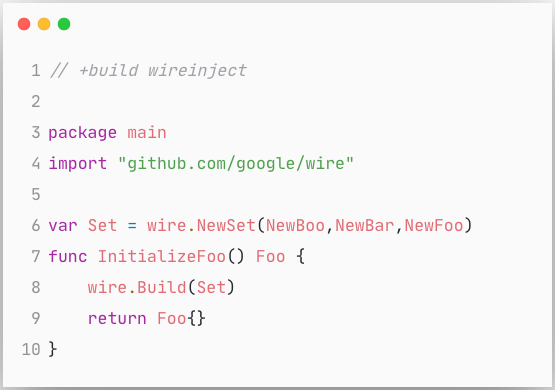 1 // +build wireinject
2
3 package main
4 import "github.com/google/wire"
5
6 var Set = wire.NewSet(NewBoo,NewBar,NewFoo)
7 func InitializeFoo() Foo {
8     wire.Build(Set)
9     return Foo{}
10 }